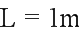 L = 1m